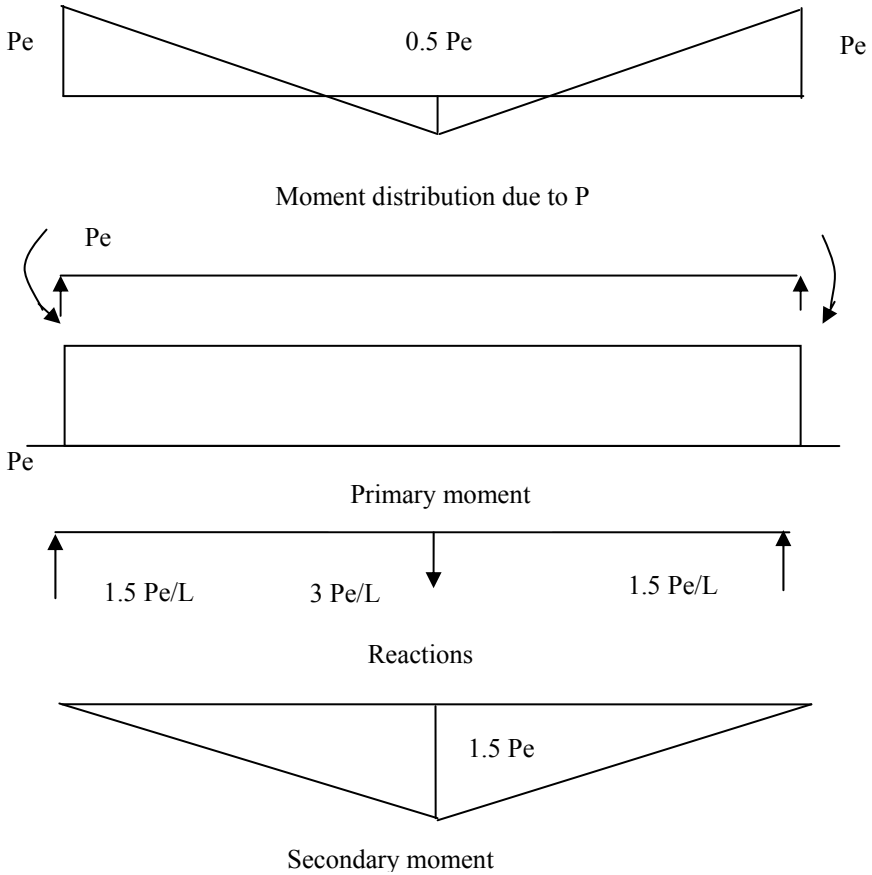 Pe 0.5 Pe Pe
Moment distribution due to P
Pe
Pe
Primary moment
1.5 Pe/L 3 Pe/L 1.5 Pe/L
Reactions
1.5 Pe
Secondary moment